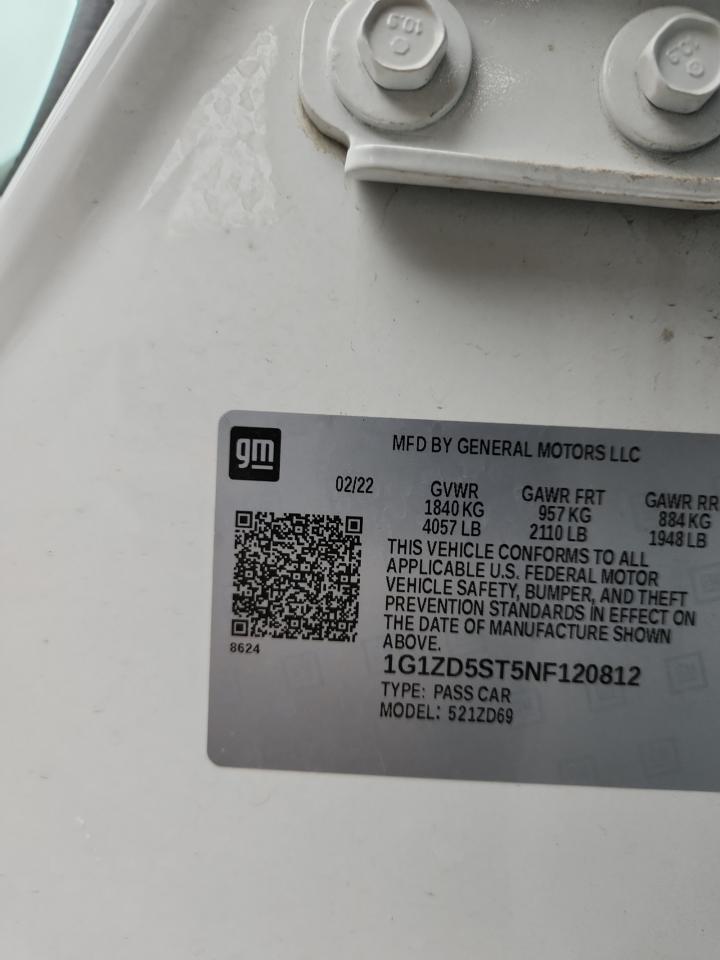 10.9
gm
MFD BY GENERAL MOTORS LLC
02/22
GVWR GAWR FRT GAWR RR
1840 KG 957 KG 884 KG
4057 LB 2110 LB 1948 LB
THIS VEHICLE CONFORMS TO ALL
APPLICABLE U.S. FEDERAL MOTOR
VEHICLE SAFETY, BUMPER, AND THEFT
PREVENTION STANDARDS IN EFFECT ON
THE DATE OF MANUFACTURE SHOWN
ABOVE.
8624
1G1ZD5ST5NF120812
TYPE: PASS CAR
MODEL: 521ZD69